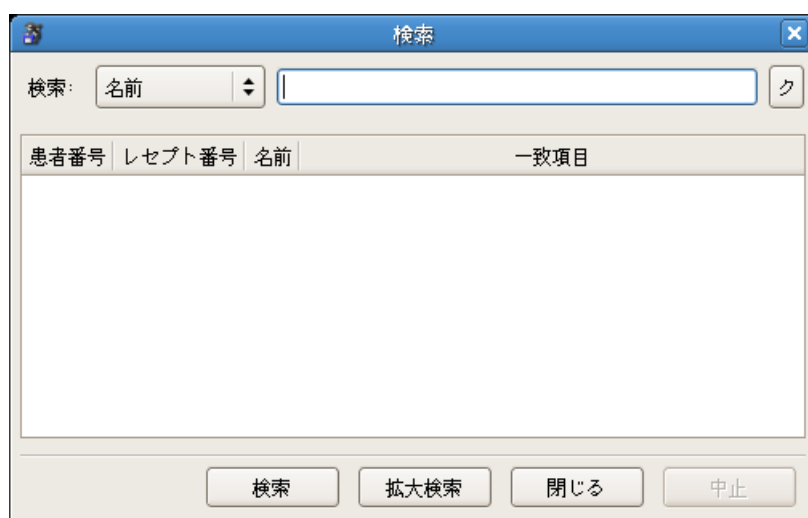 検索
検索: 名前 ク
患者番号 レセプト番号 名前 一致項目
検索 拡大検索 閉じる 中止